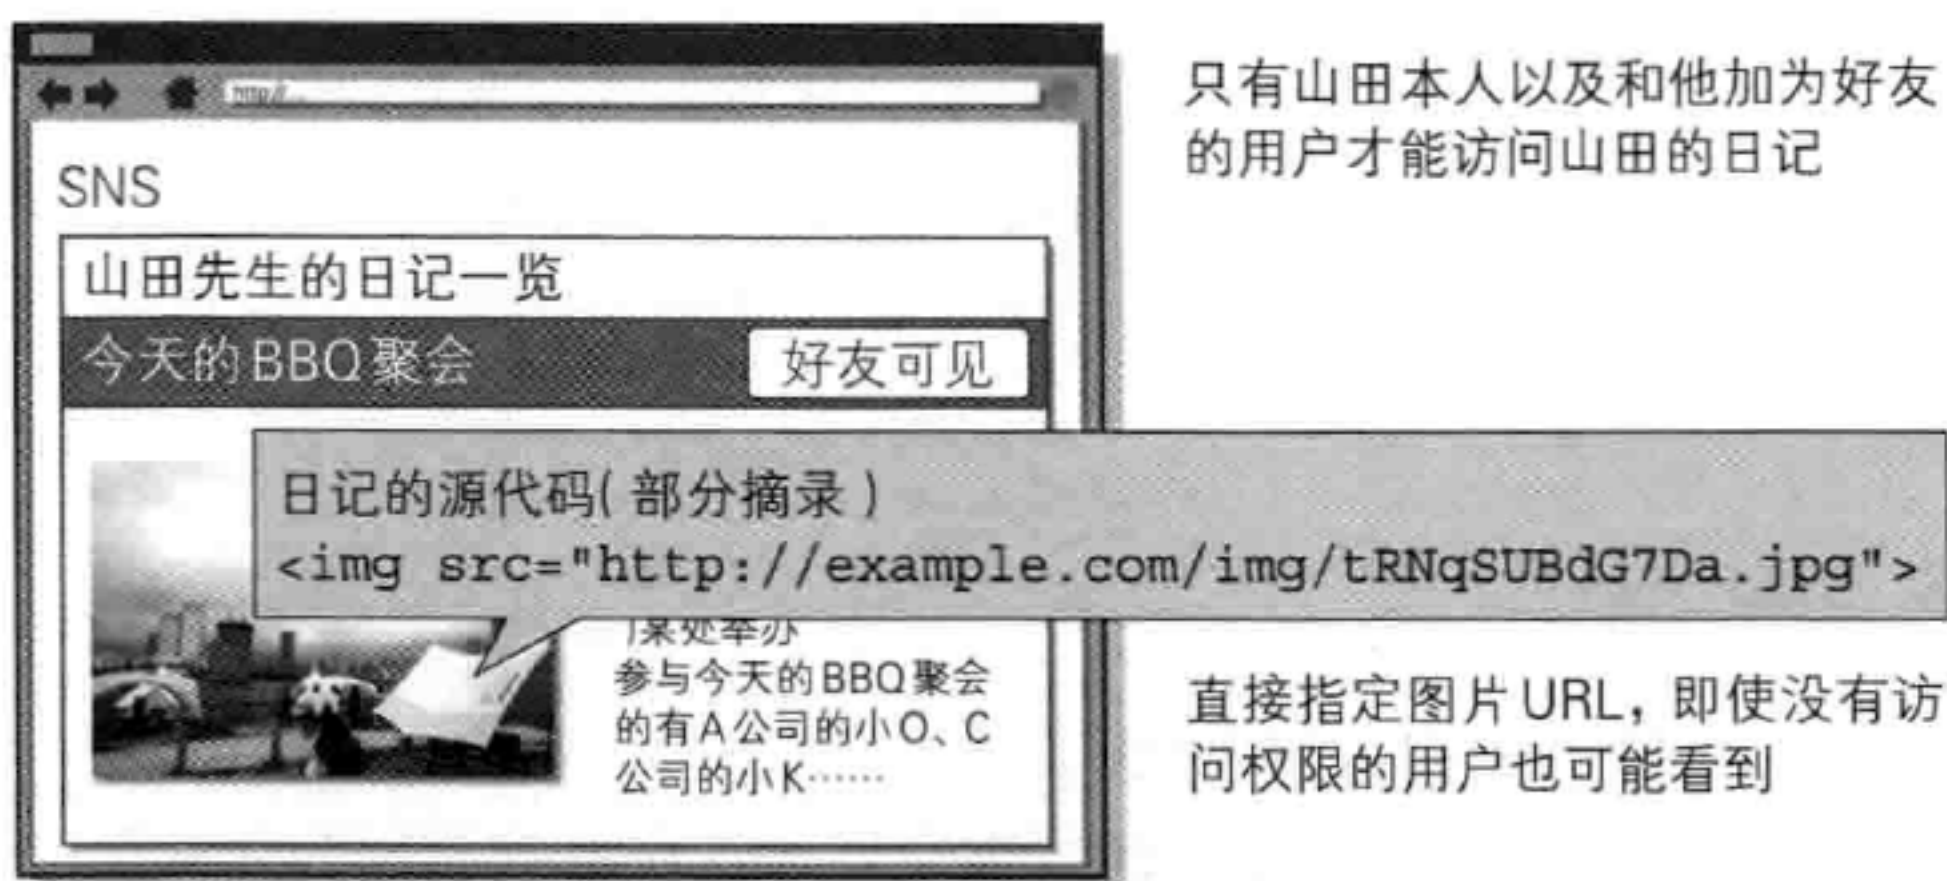 http://...
只有山田本人以及和他加为好友
的用户才能访问山田的日记
SNS
山田先生的日记一览
今天的BBQ聚会
好友可见
日记的源代码(部分摘录)
<img src="http://example.com/img/tRNqSUBdG7Da.jpg">
某处举办
参与今天的BBQ聚会
的有A公司的小O、C
公司的小K……
直接指定图片URL，即使没有访
问权限的用户也可能看到